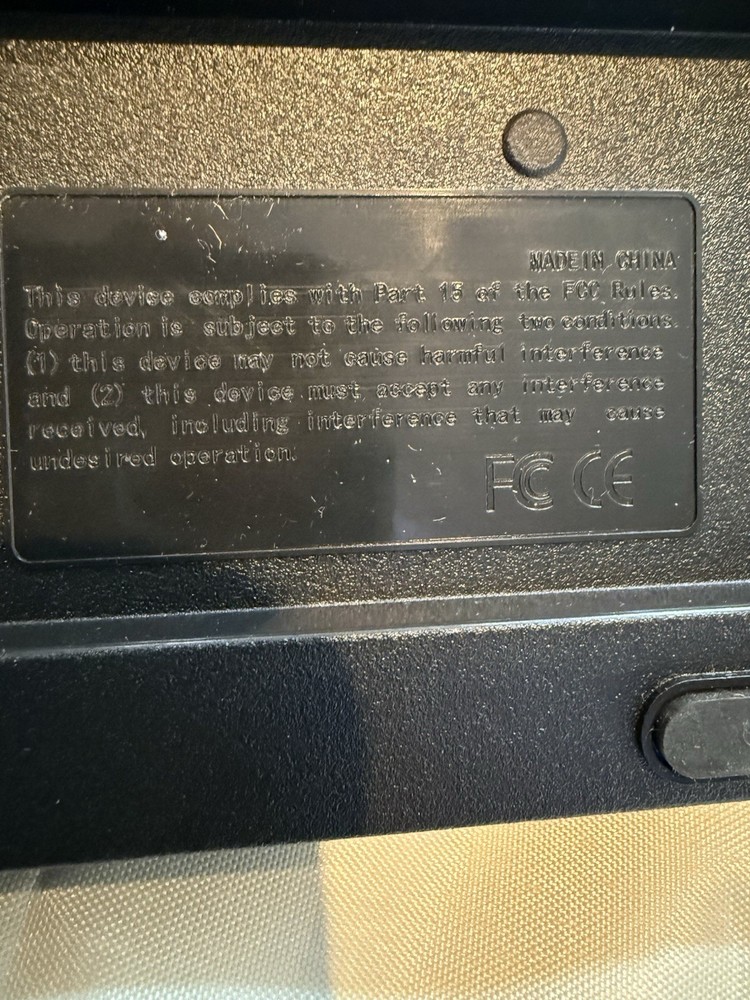 MADE IN CHINA
This device complies with Part 15 of the FCC Rules.
Operation is subject to the following two conditions.
(1) this device may not cause harmful interference
and (2) this device must accept any interference
received, including interference that may cause
undesired operation.
FC CE